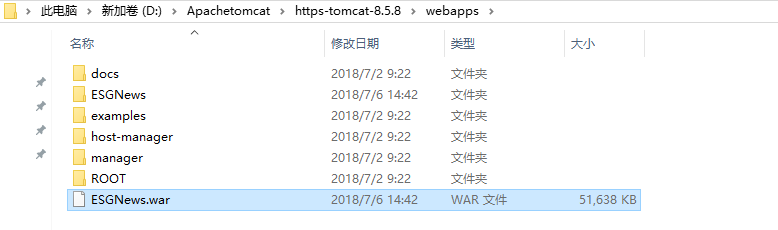 此电脑 › 新加卷 (D:) › Apachetomcat › https-tomcat-8.5.8 › webapps ›
名称 修改日期 类型 大小
docs 2018/7/2 9:22 文件夹
ESGNews 2018/7/6 14:42 文件夹
examples 2018/7/2 9:22 文件夹
host-manager 2018/7/2 9:22 文件夹
manager 2018/7/2 9:22 文件夹
ROOT 2018/7/2 9:22 文件夹
ESGNews.war 2018/7/6 14:42 WAR 文件 51,638 KB